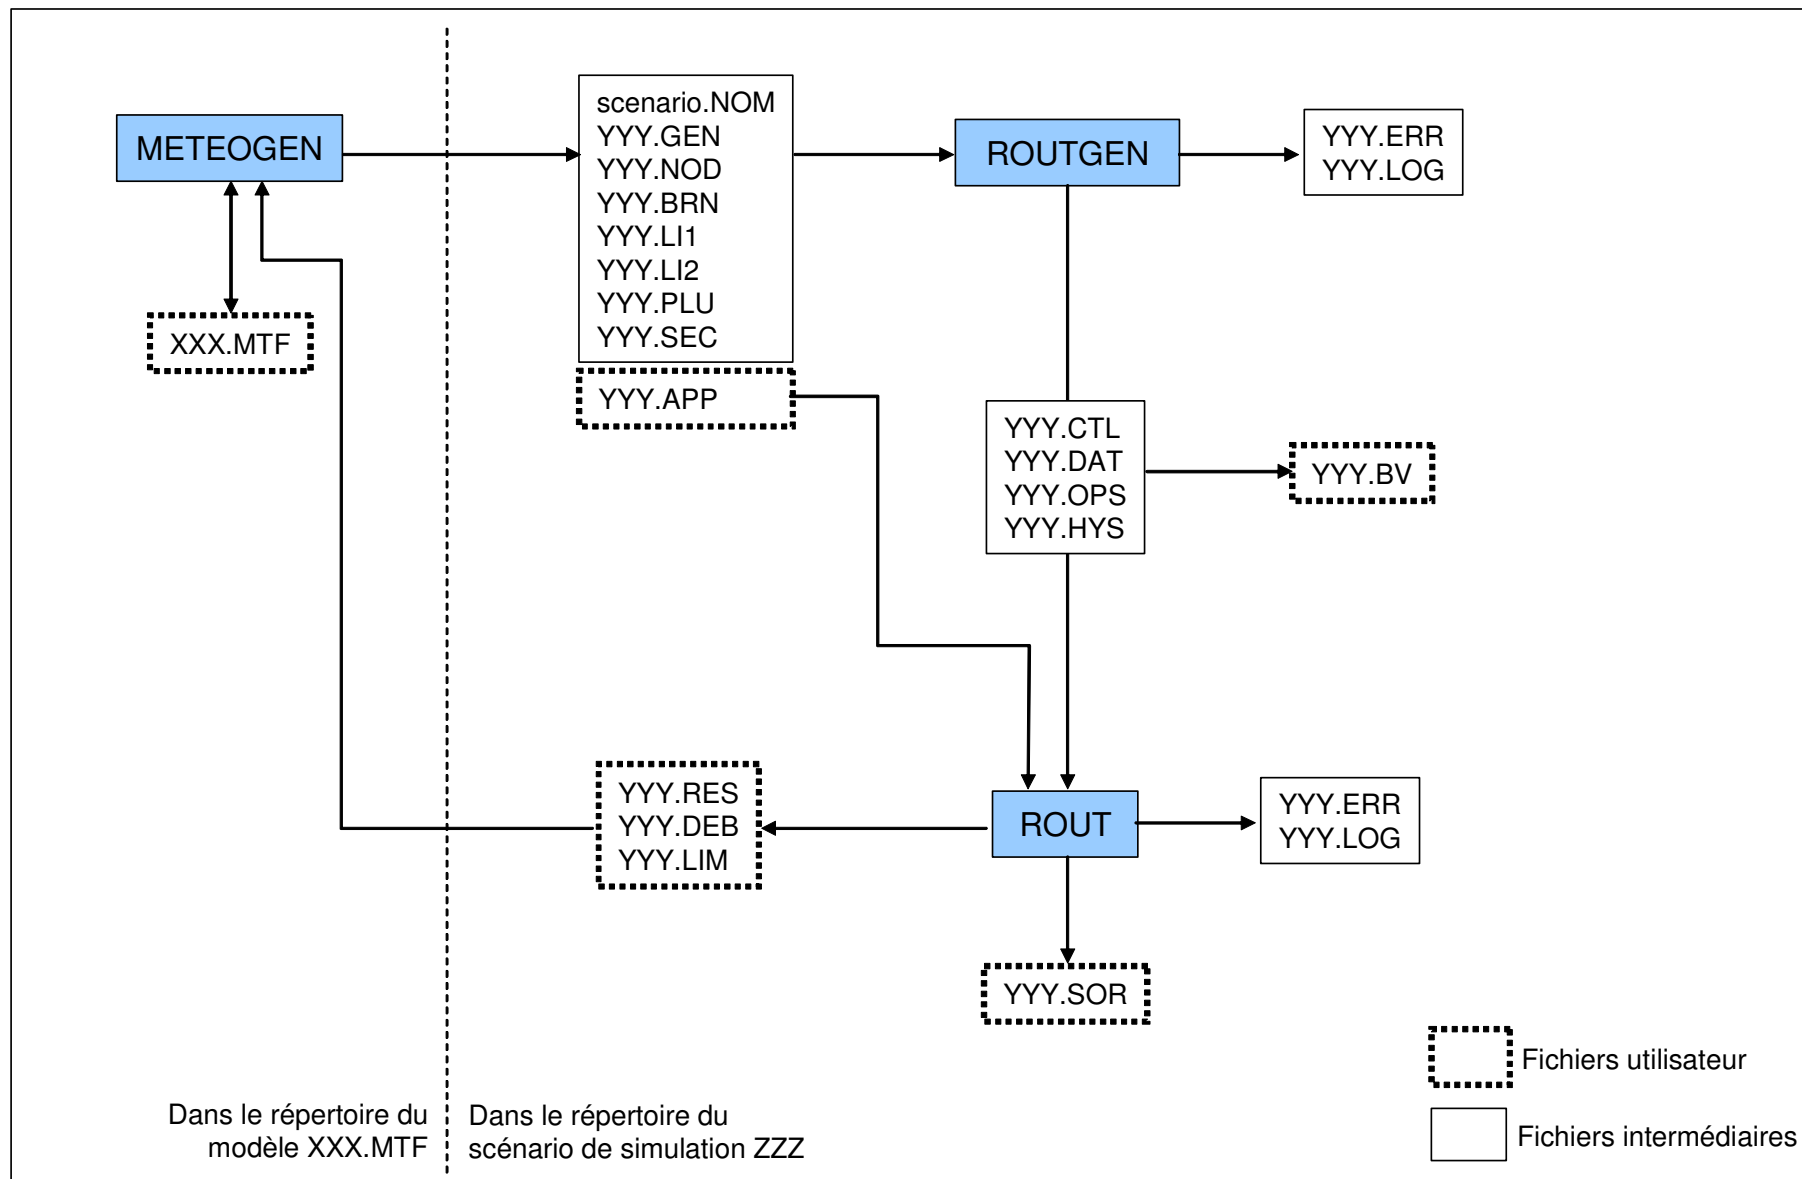 METEOGEN
XXX.MTF
scenario.NOM
YYY.GEN
YYY.NOD
YYY.BRN
YYY.LI1
YYY.LI2
YYY.PLU
YYY.SEC
YYY.APP
ROUTGEN
YYY.ERR
YYY.LOG
YYY.CTL
YYY.DAT
YYY.OPS
YYY.HYS
YYY.BV
YYY.RES
YYY.DEB
YYY.LIM
ROUT
YYY.ERR
YYY.LOG
YYY.SOR
Dans le répertoire du
modèle XXX.MTF
Dans le répertoire du
scénario de simulation ZZZ
Fichiers utilisateur
Fichiers intermédiaires